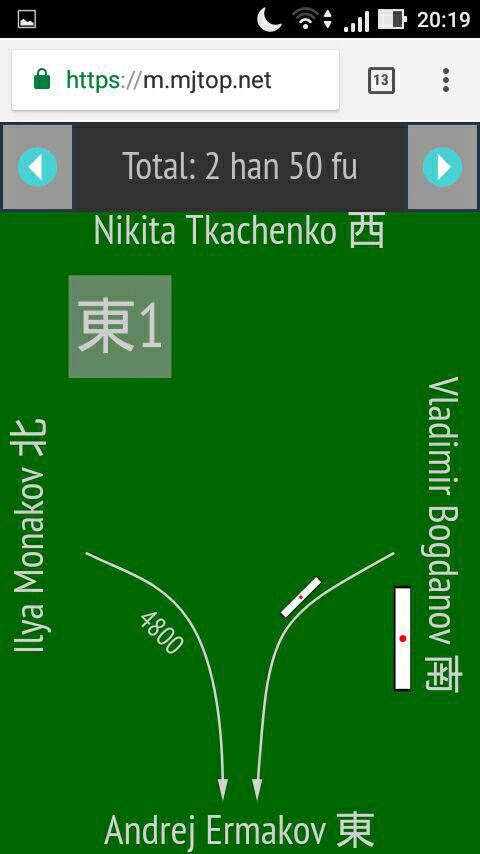 20:19
https://m.mjtop.net
13
Total: 2 han 50 fu
Nikita Tkachenko 西
東1
Ilya Monakov 北
Vladimir Bogdanov 南
4800
Andrej Ermakov 東